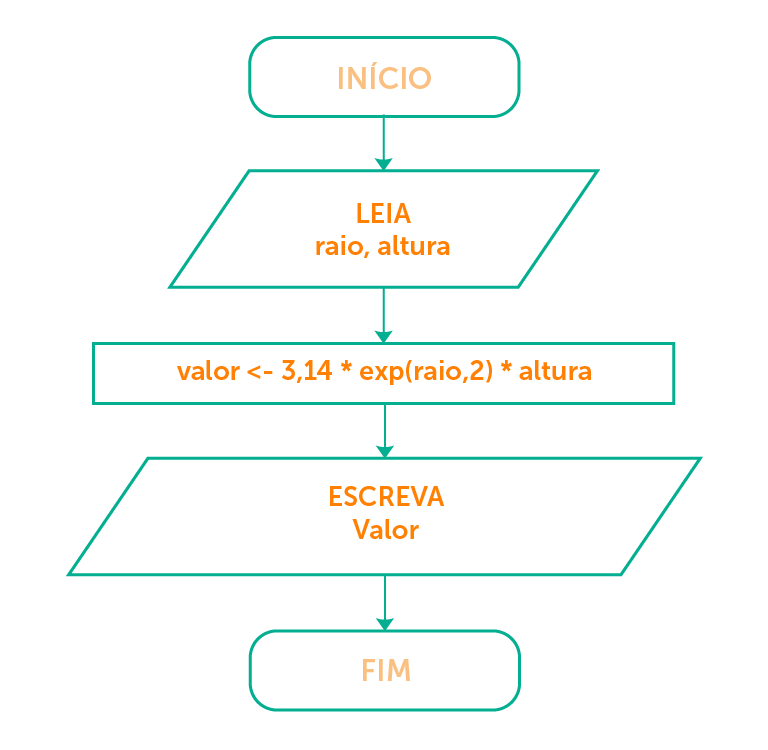 INÍCIO
LEIA
raio, altura
valor <- 3,14 * exp(raio,2) * altura
ESCREVA
Valor
FIM